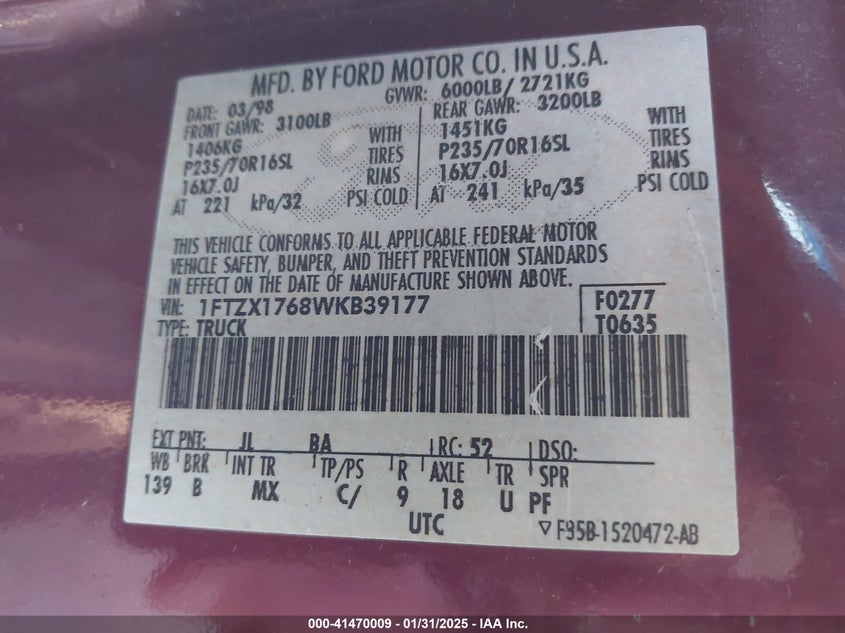 MFD. BY FORD MOTOR CO. IN U.S.A.
DATE: 03/98 GVWR: 6000LB/ 2721KG
FRONT GAWR: 3100LB REAR GAWR: 3200LB
1406KG WITH 1451KG WITH
P235/70R16SL TIRES P235/70R16SL TIRES
16X7.0J RIMS 16X7.0J RIMS
AT 221 kPa/32 PSI COLD AT 241 kPa/35 PSI COLD
THIS VEHICLE CONFORMS TO ALL APPLICABLE FEDERAL MOTOR
VEHICLE SAFETY, BUMPER, AND THEFT PREVENTION STANDARDS
IN EFFECT ON THE DATE OF MANUFACTURE SHOWN ABOVE.
VIN: 1FTZX1768WKB39177 F0277
TYPE: TRUCK T0635
EXT PNT: JL BA RC: 52 DSO:
WB BRK INT TR TP/PS R AXLE TR SPR
139 B MX C/ 9 18 U PF
UTC F95B-1520472-AB
000-41470009 - 01/31/2025 - IAA Inc.